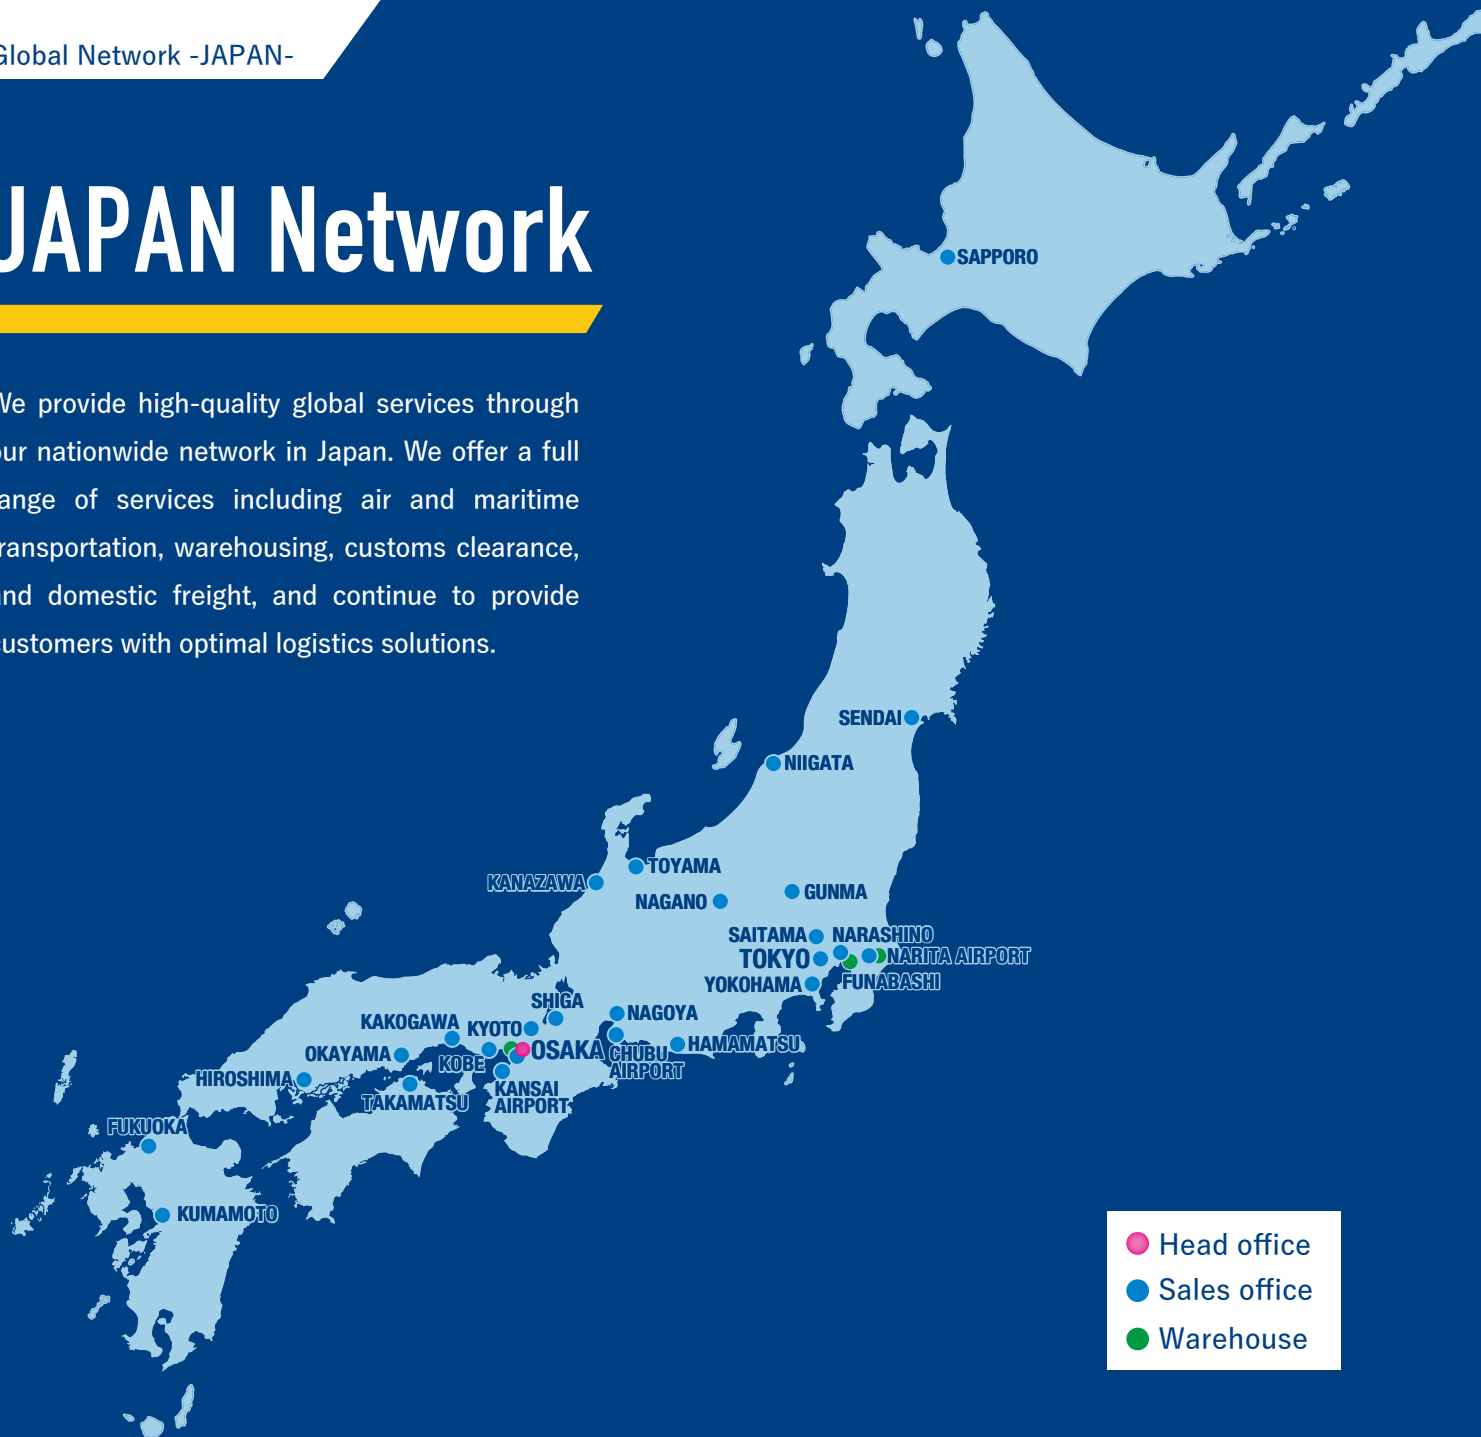 Global Network -JAPAN-
JAPAN Network
We provide high-quality global services through
our nationwide network in Japan. We offer a full
range of services including air and maritime
transportation, warehousing, customs clearance,
and domestic freight, and continue to provide
customers with optimal logistics solutions.
SAPPORO
SENDAI
NIIGATA
TOYAMA
KANAZAWA
NAGANO
GUNMA
SAITAMA
NARASHINO
TOKYO
NARITA AIRPORT
YOKOHAMA
FUNABASHI
SHIGA
NAGOYA
KAKOGAWA
KYOTO
HAMAMATSU
OKAYAMA
KOBE
OSAKA
CHUBU
AIRPORT
HIROSHIMA
TAKAMATSU
KANSAI
AIRPORT
FUKUOKA
KUMAMOTO
Head office
Sales office
Warehouse